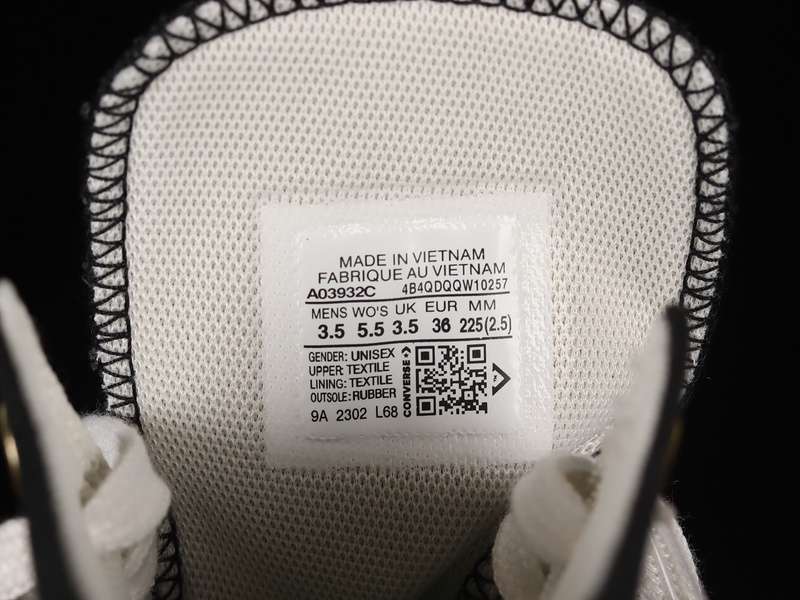 MADE IN VIETNAM
FABRIQUE AU VIETNAM
A03932C 4B4QDQQW10257
MENS WO'S UK EUR MM
3.5 5.5 3.5 36 225(2.5)
GENDER: UNISEX
UPPER: TEXTILE
LINING: TEXTILE
OUTSOLE: RUBBER
9A 2302 L68
CONVERSE